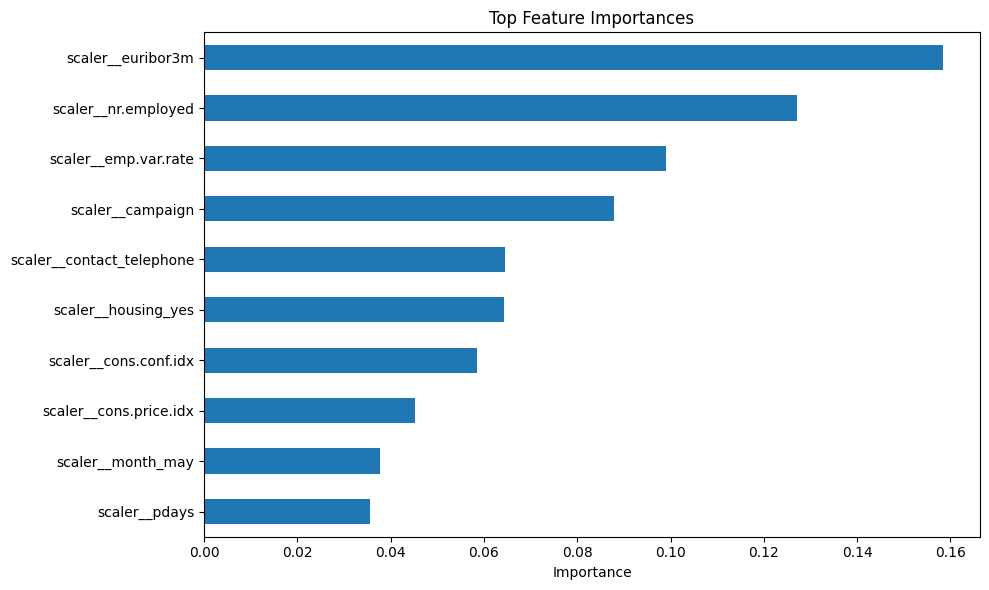 Top Feature Importances
scaler__euribor3m
scaler__nr.employed
scaler__emp.var.rate
scaler__campaign
scaler__contact_telephone
scaler__housing_yes
scaler__cons.conf.idx
scaler__cons.price.idx
scaler__month_may
scaler__pdays
0.00 0.02 0.04 0.06 0.08 0.10 0.12 0.14 0.16
Importance